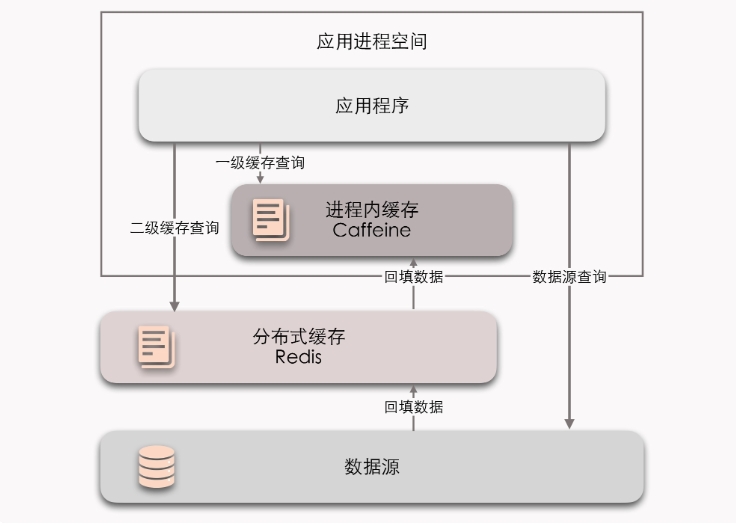 应用进程空间
应用程序
一级缓存查询
进程内缓存
Caffeine
二级缓存查询
回填数据
数据源查询
分布式缓存
Redis
回填数据
数据源